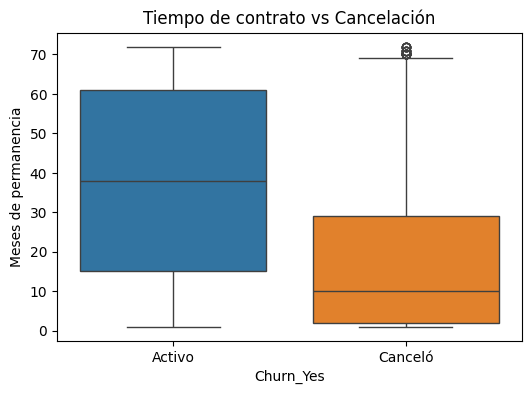 Tiempo de contrato vs Cancelación
Meses de permanencia
70
60
50
40
30
20
10
0
Activo
Canceló
Churn_Yes